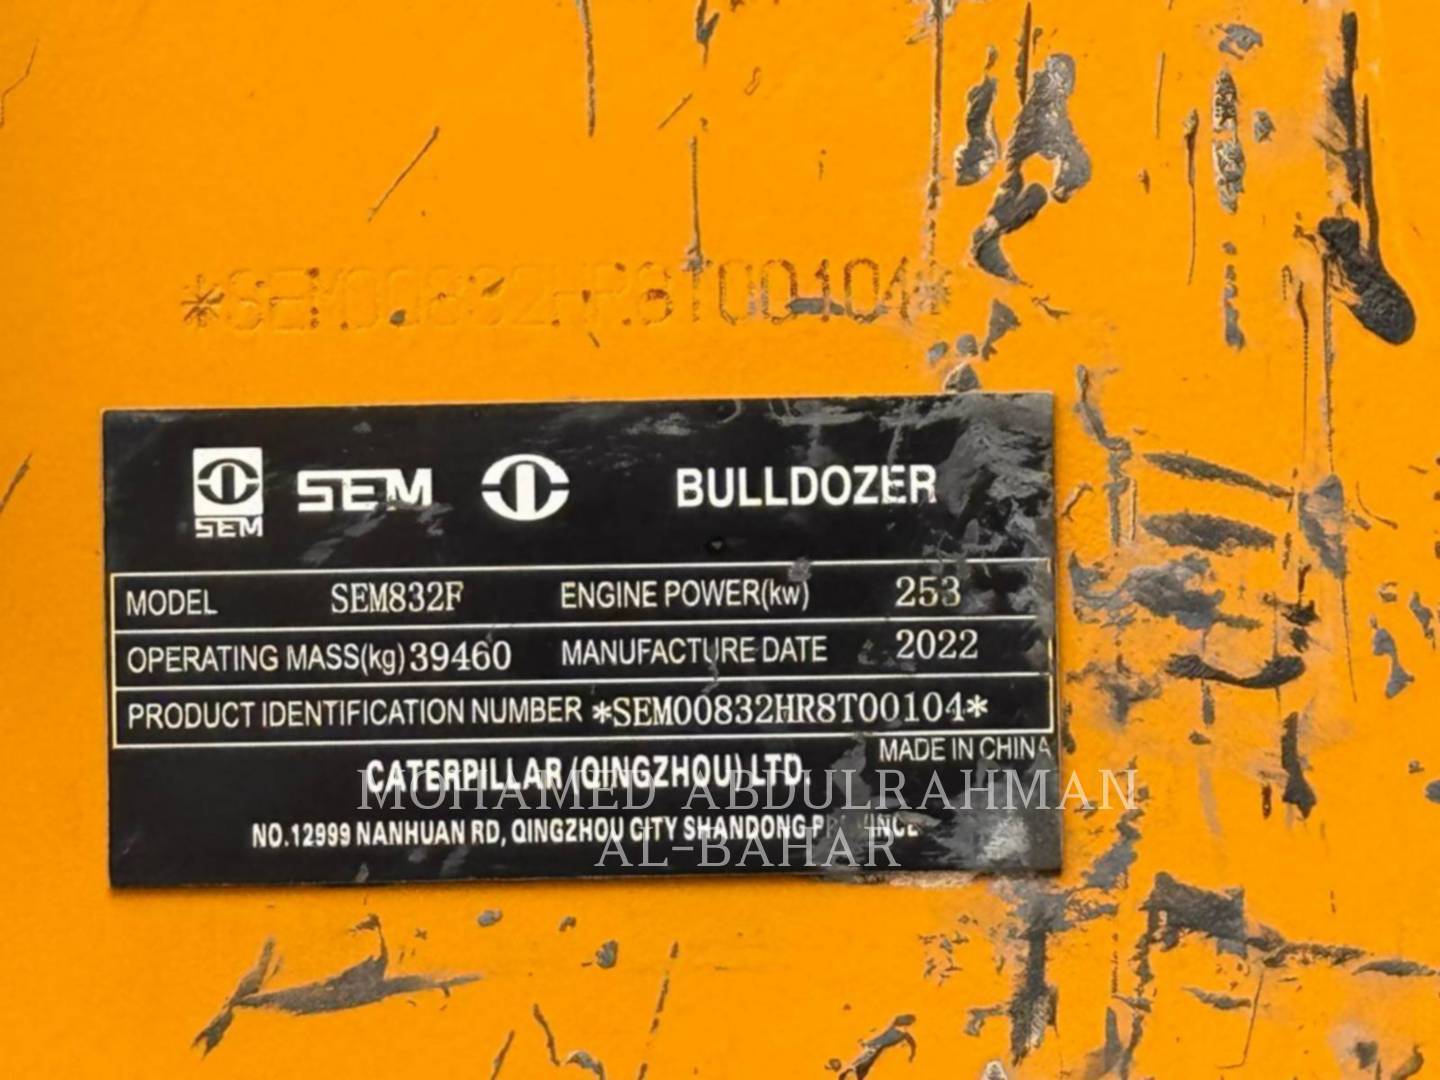 *SEM00832HR8T00104*
SEM SEM BULLDOZER
MODEL SEM832F ENGINE POWER(kw) 253
OPERATING MASS(kg) 39460 MANUFACTURE DATE 2022
PRODUCT IDENTIFICATION NUMBER *SEM00832HR8T00104*
MADE IN CHINA
CATERPILLAR (QINGZHOU) LTD.
MOHAMED ABDULRAHMAN
NO.12999 NANHUAN RD, QINGZHOU CITY SHANDONG PROVINCE
AL-BAHAR